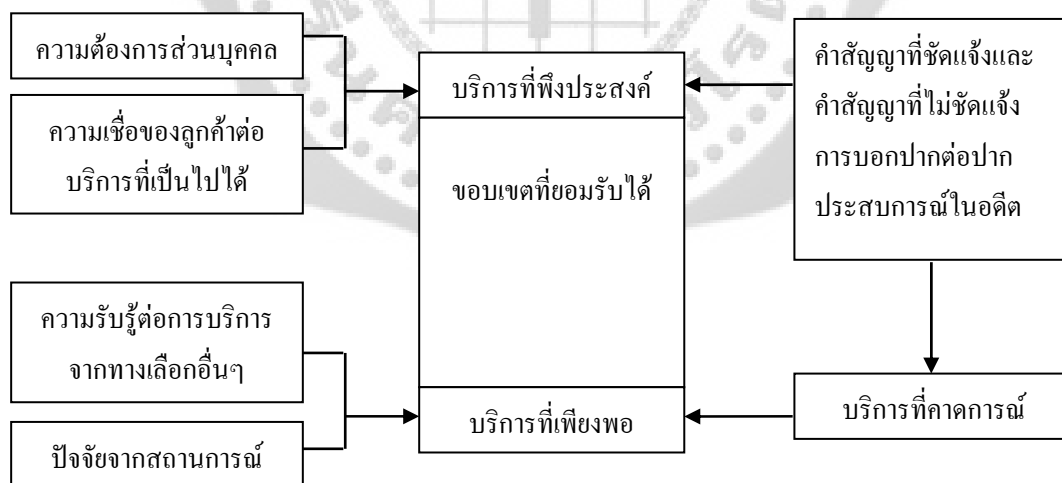 ความต้องการส่วนบุคคล
ความเชื่อของลูกค้าต่อ
บริการที่เป็นไปได้
ความรับรู้ต่อการบริการ
จากทางเลือกอื่นๆ
ปัจจัยจากสถานการณ์
บริการที่พึงประสงค์
ขอบเขตที่ยอมรับได้
บริการที่เพียงพอ
คำสัญญาที่ชัดแจ้งและ
คำสัญญาที่ไม่ชัดแจ้ง
การบอกปากต่อปาก
ประสบการณ์ในอดีต
บริการที่คาดการณ์